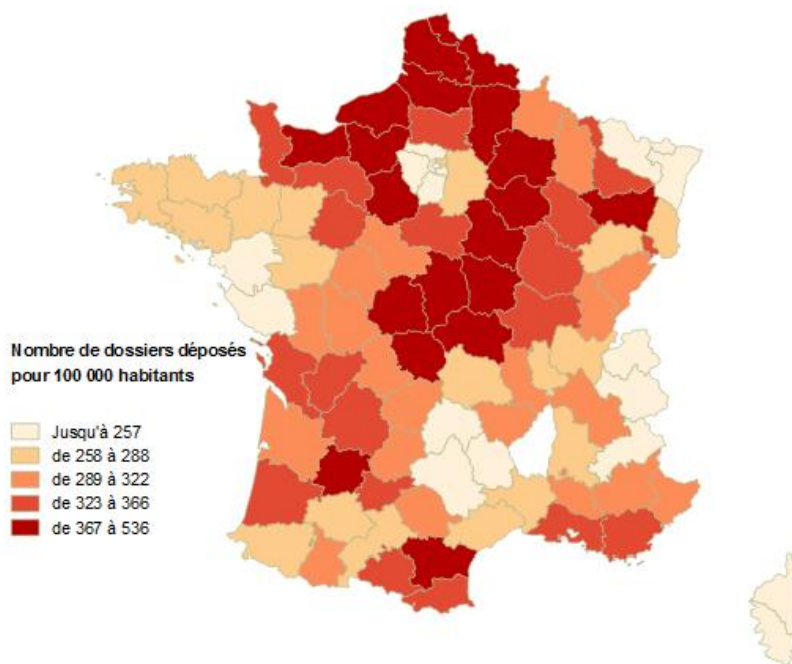 Nombre de dossiers déposés
pour 100 000 habitants
Jusqu'à 257
de 258 à 288
de 289 à 322
de 323 à 366
de 367 à 536